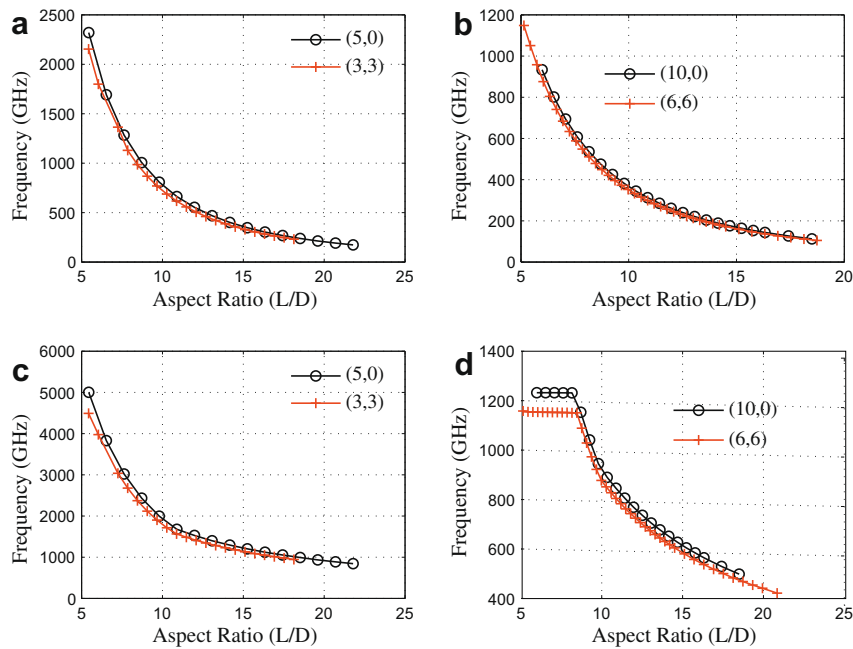 a
2500
2000
1500
1000
500
0
Frequency (GHz)
(5,0)
(3,3)
5 10 15 20 25
Aspect Ratio (L/D)
b
1200
1000
800
600
400
200
0
Frequency (GHz)
(10,0)
(6,6)
5 10 15 20
Aspect Ratio (L/D)
c
6000
5000
4000
3000
2000
1000
0
Frequency (GHz)
(5,0)
(3,3)
5 10 15 20 25
Aspect Ratio (L/D)
d
1400
1200
1000
800
600
400
Frequency (GHz)
(10,0)
(6,6)
5 10 15 20 25
Aspect Ratio (L/D)